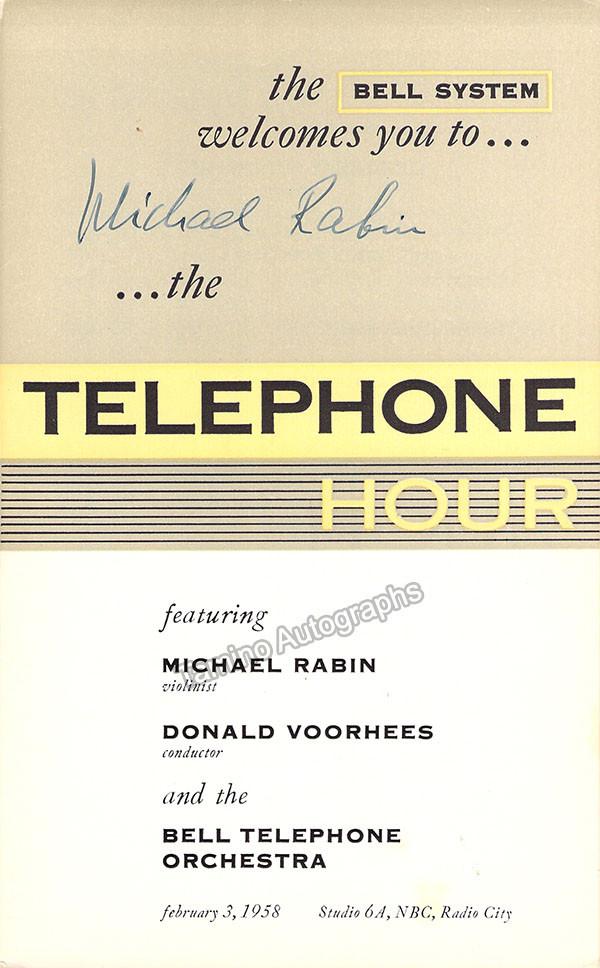 the BELL SYSTEM
welcomes you to...
Michael Rabin
...the
TELEPHONE
HOUR
featuring
Tamino Autographs
MICHAEL RABIN
violinist
DONALD VOORHEES
conductor
and the
BELL TELEPHONE
ORCHESTRA
february 3, 1958 Studio 6A, NBC, Radio City